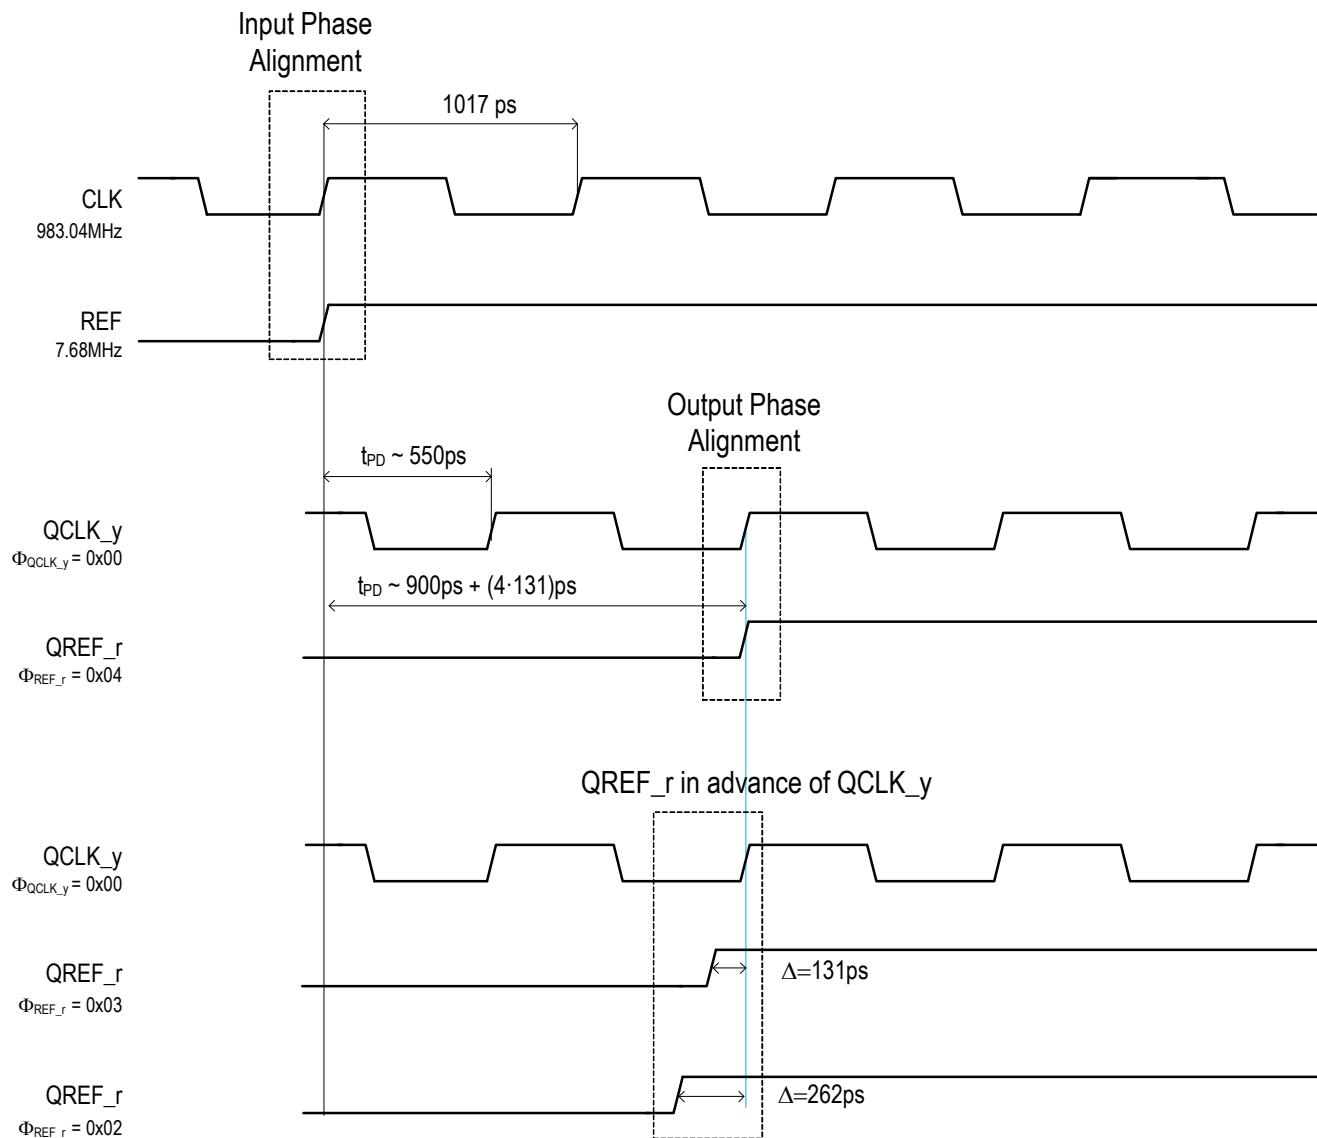 Input Phase
Alignment
1017 ps
CLK
983.04MHz
REF
7.68MHz
Output Phase
Alignment
tPD ~ 550ps
QCLK_y
ΦQCLK_y = 0x00
tPD ~ 900ps + (4·131)ps
QREF_r
ΦREF_r = 0x04
QREF_r in advance of QCLK_y
QCLK_y
ΦQCLK_y = 0x00
QREF_r
Δ=131ps
ΦREF_r = 0x03
QREF_r
Δ=262ps
ΦREF_r = 0x02